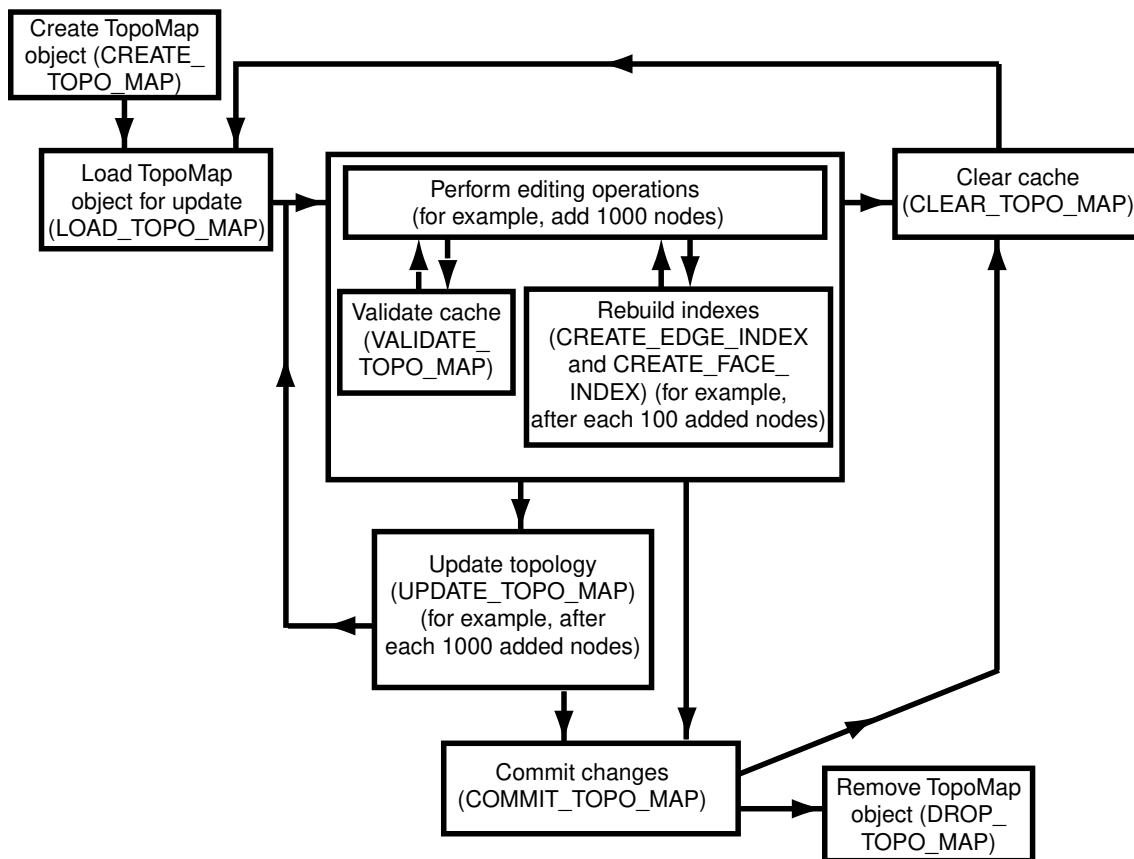 Create TopoMap
object (CREATE_
TOPO_MAP)
Load TopoMap
object for update
(LOAD_TOPO_MAP)
Perform editing operations
(for example, add 1000 nodes)
Clear cache
(CLEAR_TOPO_MAP)
Validate cache
(VALIDATE_
TOPO_MAP)
Rebuild indexes
(CREATE_EDGE_INDEX
and CREATE_FACE_
INDEX) (for example,
after each 100 added nodes)
Update topology
(UPDATE_TOPO_MAP)
(for example, after
each 1000 added nodes)
Commit changes
(COMMIT_TOPO_MAP)
Remove TopoMap
object (DROP_
TOPO_MAP)